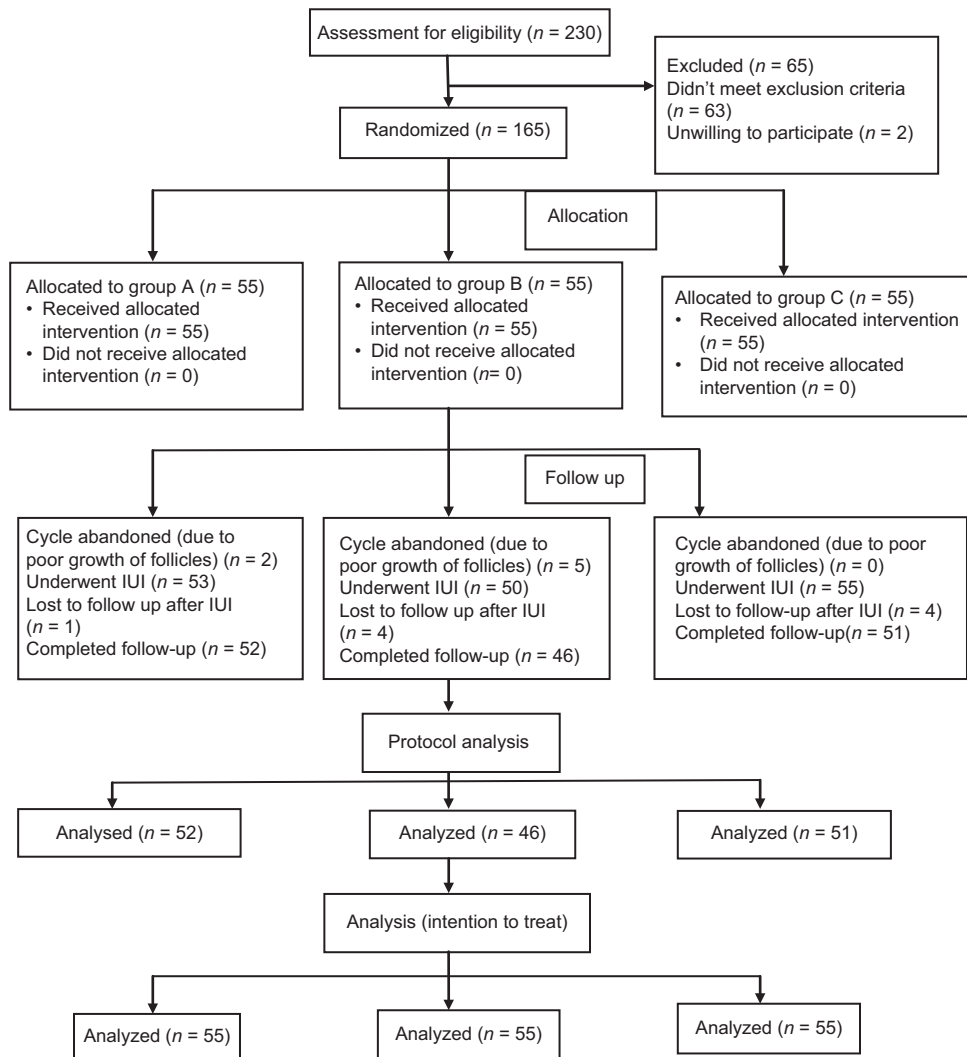 Assessment for eligibility (n = 230)
Excluded (n = 65)
Didn't meet exclusion criteria
(n = 63)
Unwilling to participate (n = 2)
Randomized (n = 165)
Allocation
Allocated to group A (n = 55)
• Received allocated
intervention (n = 55)
• Did not receive allocated
intervention (n = 0)
Allocated to group B (n = 55)
• Received allocated
intervention (n = 55)
• Did not receive allocated
intervention (n= 0)
Allocated to group C (n = 55)
• Received allocated intervention
(n = 55)
• Did not receive allocated
intervention (n = 0)
Follow up
Cycle abandoned (due to
poor growth of follicles) (n = 2)
Underwent IUI (n = 53)
Lost to follow up after IUI
(n = 1)
Completed follow-up (n = 52)
Cycle abandoned (due to
poor growth of follicles) (n = 5)
Underwent IUI (n = 50)
Lost to follow up after IUI
(n = 4)
Completed follow-up (n = 46)
Cycle abandoned (due to poor
growth of follicles) (n = 0)
Underwent IUI (n = 55)
Lost to follow-up after IUI (n = 4)
Completed follow-up(n = 51)
Protocol analysis
Analysed (n = 52)
Analyzed (n = 46)
Analyzed (n = 51)
Analysis (intention to treat)
Analyzed (n = 55)
Analyzed (n = 55)
Analyzed (n = 55)